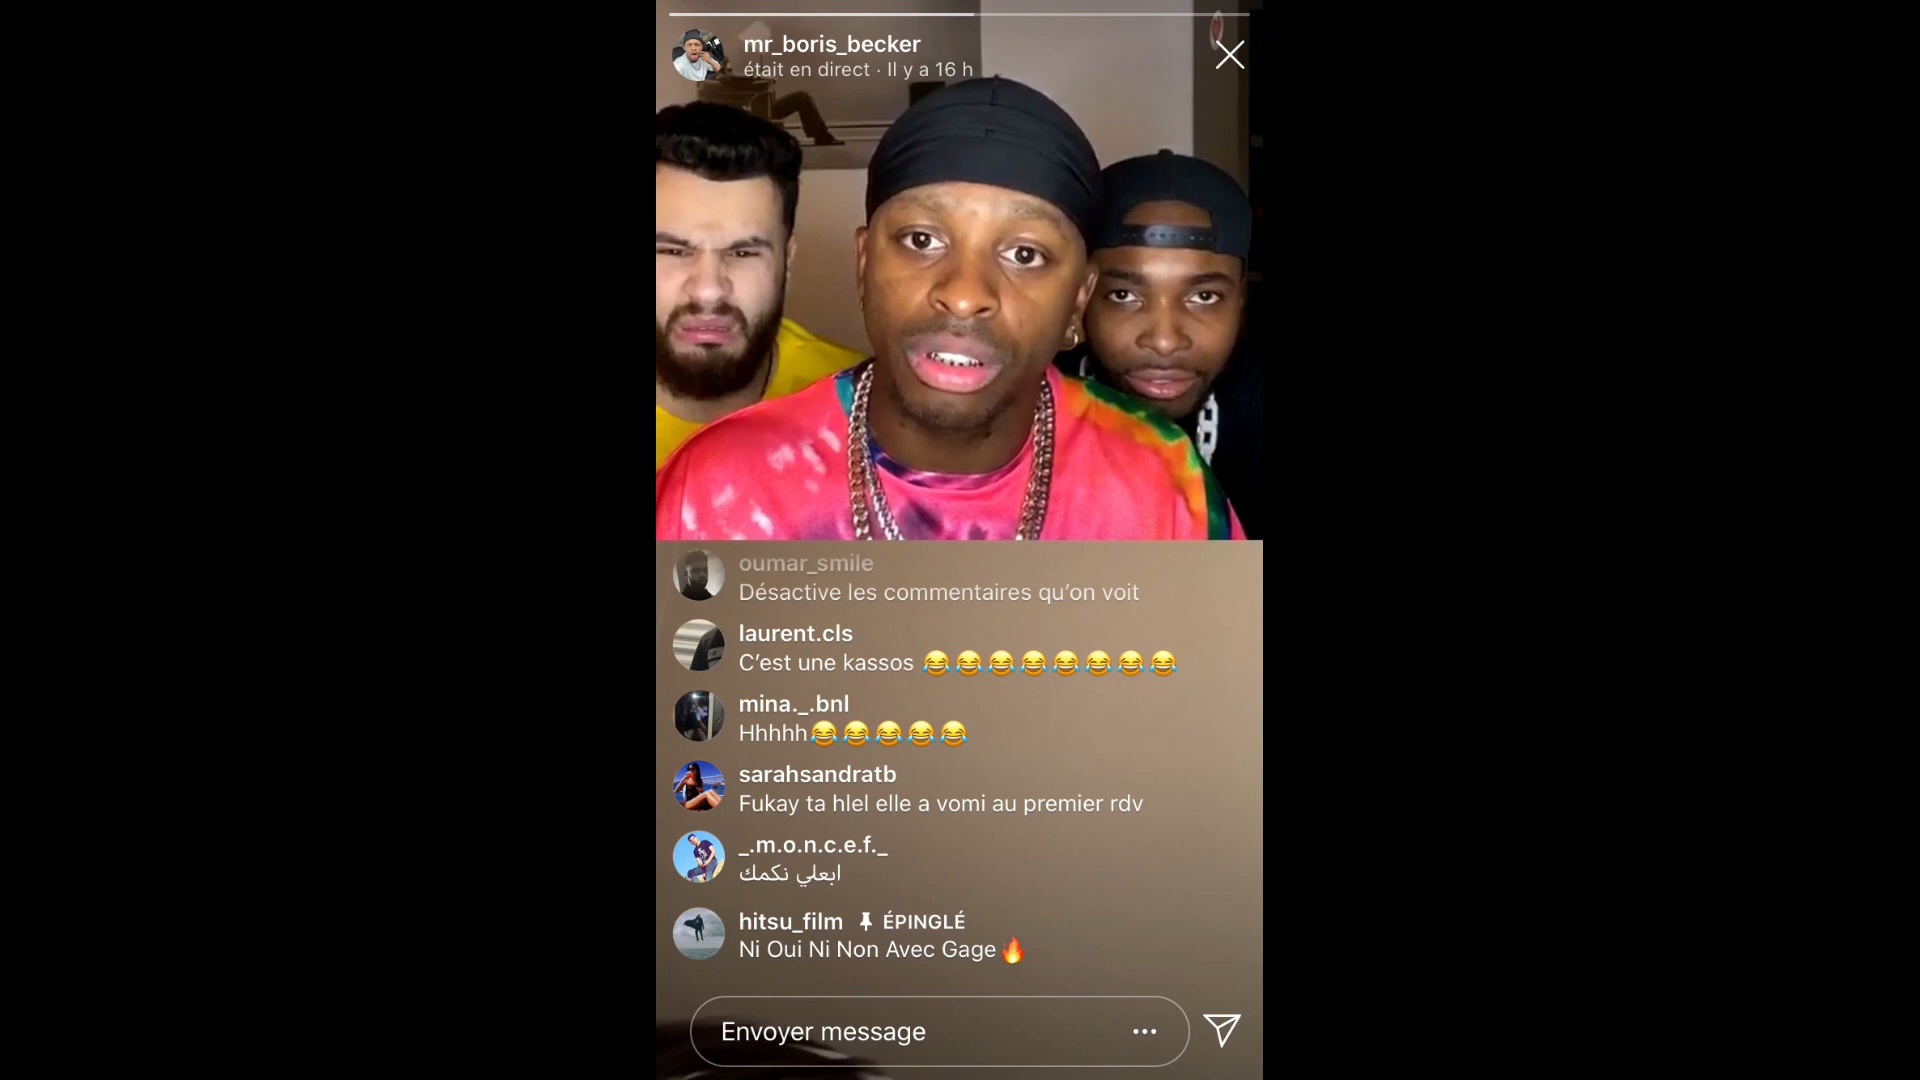 mr_boris_becker
était en direct · Il y a 16 h
oumar_smile
Désactive les commentaires qu’on voit
laurent.cls
C’est une kassos 😂😂😂😂😂😂😂😂
mina._.bnl
Hhhhh😂😂😂😂😂
sarahsandratb
Fukay ta hlel elle a vomi au premier rdv
_.m.o.n.c.e.f._
ابعلي نكمك
hitsu_film ÉPINGLÉ
Ni Oui Ni Non Avec Gage🔥
Envoyer message